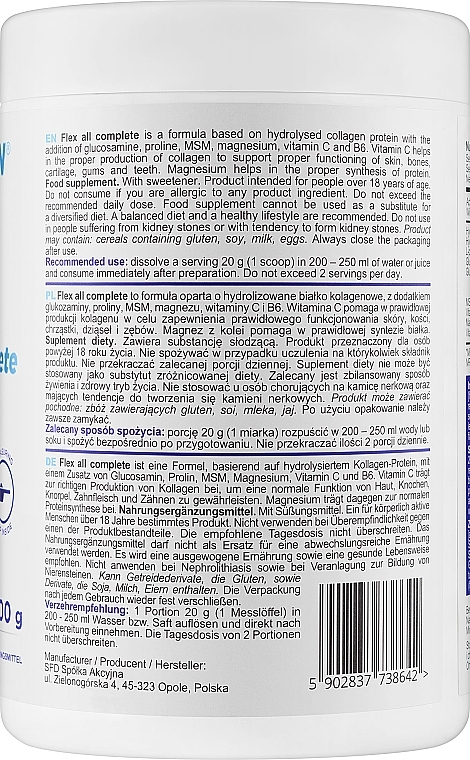 EN Flex all complete is a formula based on hydrolysed collagen protein with the
addition of glucosamine, proline, MSM, magnesium, vitamin C and B6. Vitamin C helps
in the proper production of collagen to support proper functioning of skin, bones,
cartilage, gums and teeth. Magnesium helps in the proper synthesis of protein.
Food supplement. With sweetener. Product intended for people over 18 years of age.
Do not use if you are allergic to any product ingredient. Do not exceed the
recommended daily dose. Food supplement cannot be used as a substitute for
a diversified diet. A balanced diet and a healthy lifestyle are recommended. Do not use
in people suffering from kidney stones or with tendency to form kidney stones. Product
may contain: cereals containing gluten, soy, milk, eggs. Always close the packaging
after use.
Recommended use: dissolve a serving 20 g (1 scoop) in 200 – 250 ml of water or juice
and consume immediately after preparation. Do not exceed 2 servings per day.
PL Flex all complete to formuła oparta o hydrolizowane białko kolagenowe, z dodatkiem
glukozaminy, proliny, MSM, magnezu, witaminy C i B6. Witamina C pomaga w prawidłowej
produkcji kolagenu w celu zapewnienia prawidłowego funkcjonowania skóry, kości,
chrząstki, dziąseł i zębów. Magnez z kolei pomaga w prawidłowej syntezie białka.
Suplement diety. Zawiera substancję słodzącą. Produkt przeznaczony dla osób
powyżej 18 roku życia. Nie spożywać w przypadku uczulenia na którykolwiek składnik
produktu. Nie przekraczać zalecanej porcji dziennej. Suplement diety nie może być
stosowany jako substytut zróżnicowanej diety. Zalecany jest zbilansowany sposób
żywienia i zdrowy tryb życia. Nie stosować u osób chorujących na kamicę nerkową oraz
mających tendencje do tworzenia się kamieni nerkowych. Produkt może zawierać
pochodne: zbóż zawierających gluten, soi, mleka, jaj. Po użyciu opakowanie należy
zawsze zamykać.
Zalecany sposób spożycia: porcję 20 g (1 miarka) rozpuścić w 200 – 250 ml wody lub
soku i spożyć bezpośrednio po przygotowaniu. Nie przekraczać ilości 2 porcji dziennie.
DE Flex all complete ist eine Formel, basierend auf hydrolysiertem Kollagen-Protein, mit
einem Zusatz von Glucosamin, Prolin, MSM, Magnesium, Vitamin C und B6. Vitamin C trägt
zur richtigen Produktion von Kollagen bei, um eine normale Funktion von Haut, Knochen,
Knorpel, Zahnfleisch und Zähnen zu gewährleisten. Magnesium trägt dagegen zur normalen
Proteinsynthese bei. Nahrungsergänzungsmittel. Mit Süßungsmittel. Ein für körperlich aktive
Menschen über 18 Jahre bestimmtes Produkt. Nicht verwenden bei Überempfindlichkeit gegen
einen der Produktbestandteile. Die empfohlene Tagesdosis nicht überschreiten. Das
Nahrungsergänzungsmittel darf nicht als Ersatz für eine abwechslungsreiche Ernährung
verwendet werden. Es wird eine ausgewogene Ernährung sowie eine gesunde Lebensweise
empfohlen. Nicht anwenden bei Nephrolithiasis sowie bei Veranlagung zur Bildung von
Nierensteinen. Kann Getreidederivate, die Gluten, sowie
Derivate, die Soja, Milch, Eiern enthalten. Die Verpackung
nach jedem Gebrauch wieder fest verschließen.
Verzehrempfehlung: 1 Portion 20 g (1 Messlöffel) in
200 - 250 ml Wasser bzw. Saft auflösen und direkt nach
Vorbereitung einnehmen. Die Tagesdosis von 2 Portionen
nicht überschreiten.
Manufacturer / Producent / Hersteller:
SFD Spółka Akcyjna
ul. Zielonogórska 4, 45-323 Opole, Polska
5 902837 738642 >